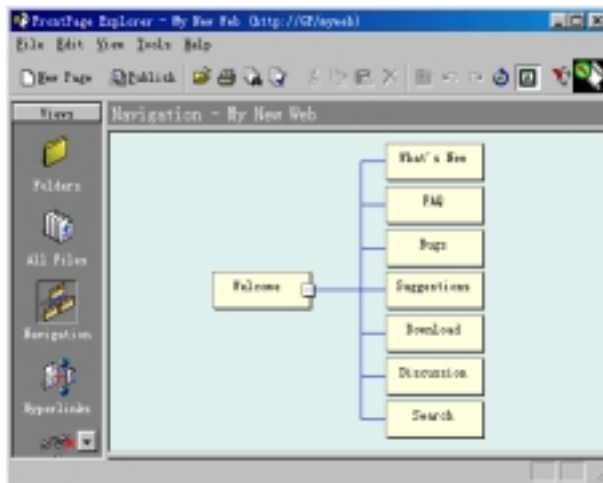 FrontPage Explorer - My New Web (http://GF/myweb)
File Edit View Tools Help
New Page Publish
Views
Navigation - My New Web
Folders
All Files
Navigation
Hyperlinks
Welcome
What's New
FAQ
Bugs
Suggestions
Download
Discussion
Search